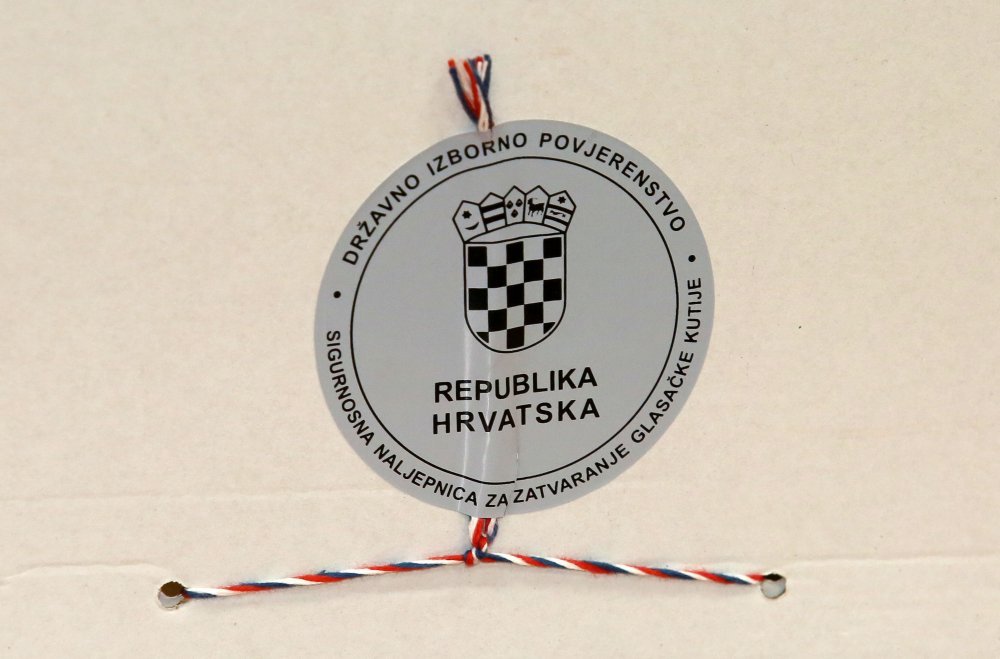 DRŽAVNO IZBORNO POVJERENSTVO
REPUBLIKA
HRVATSKA
SIGURNOSNA NALJEPNICA ZA ZATVARANJE GLASAČKE KUTIJE